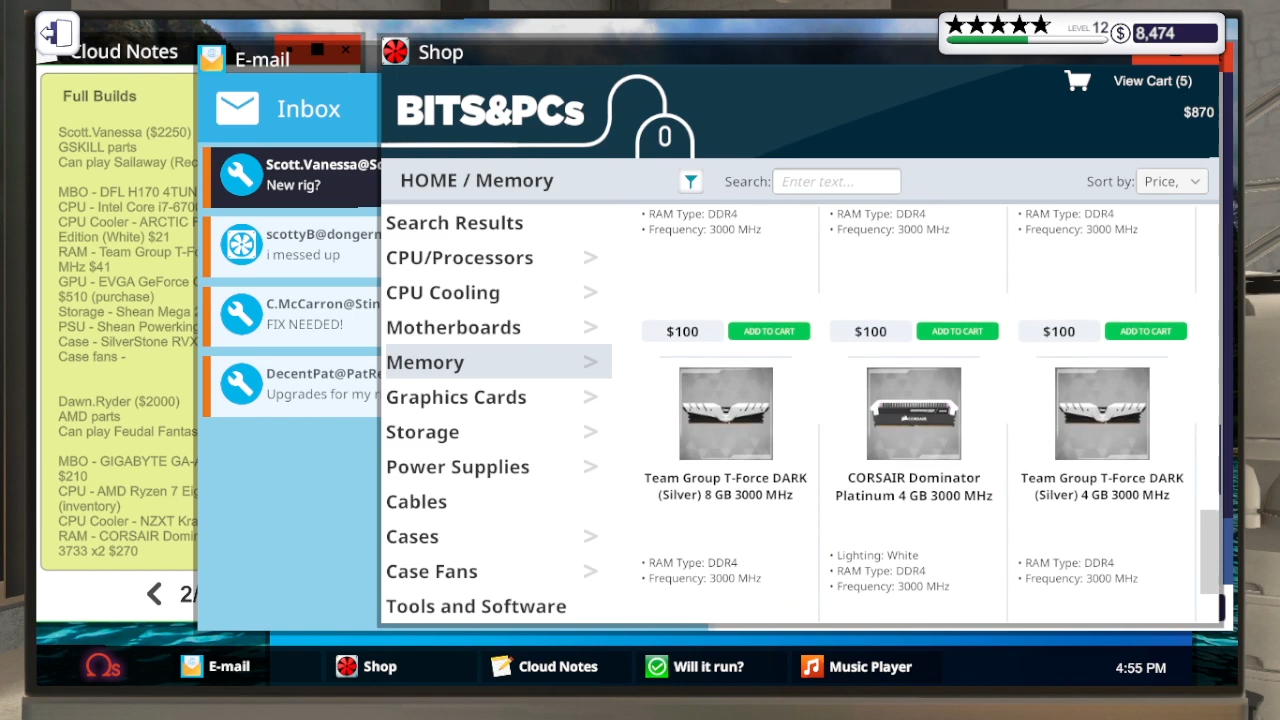 LEVEL 12
$ 8,474
Cloud Notes
E-mail
Shop
Full Builds
Scott.Vanessa ($2250)
GSKILL parts
Can play Sailaway (Rec
MBO - DFL H170 4TUN
CPU - Intel Core i7-670
CPU Cooler - ARCTIC F
Edition (White) $21
RAM - Team Group T-Fo
MHz $41
GPU - EVGA GeForce
$510 (purchase)
Storage - Shean Mega
PSU - Shean Powerking
Case - SilverStone RVX
Case fans -
Dawn.Ryder ($2000)
AMD parts
Can play Feudal Fantas
MBO - GIGABYTE GA-A
$210
CPU - AMD Ryzen 7 Eig
(inventory)
CPU Cooler - NZXT Kra
RAM - CORSAIR Domin
3733 x2 $270
2/
Inbox
Scott.Vanessa@Sc
New rig?
scottyB@dongern
i messed up
C.McCarron@Stin
FIX NEEDED!
DecentPat@PatRe
Upgrades for my r
BITS&PCs
View Cart (5)
$870
HOME / Memory
Search:
Enter text...
Sort by:
Price,
Search Results
CPU/Processors >
CPU Cooling >
Motherboards >
Memory >
Graphics Cards >
Storage >
Power Supplies >
Cables
Cases >
Case Fans >
Tools and Software
• RAM Type: DDR4
• Frequency: 3000 MHz
$100
ADD TO CART
• RAM Type: DDR4
• Frequency: 3000 MHz
$100
ADD TO CART
• RAM Type: DDR4
• Frequency: 3000 MHz
$100
ADD TO CART
Team Group T-Force DARK
(Silver) 8 GB 3000 MHz
• RAM Type: DDR4
• Frequency: 3000 MHz
CORSAIR
CORSAIR Dominator
Platinum 4 GB 3000 MHz
• Lighting: White
• RAM Type: DDR4
• Frequency: 3000 MHz
Team Group T-Force DARK
(Silver) 4 GB 3000 MHz
• RAM Type: DDR4
• Frequency: 3000 MHz
Ωs
E-mail
Shop
Cloud Notes
Will it run?
Music Player
4:55 PM